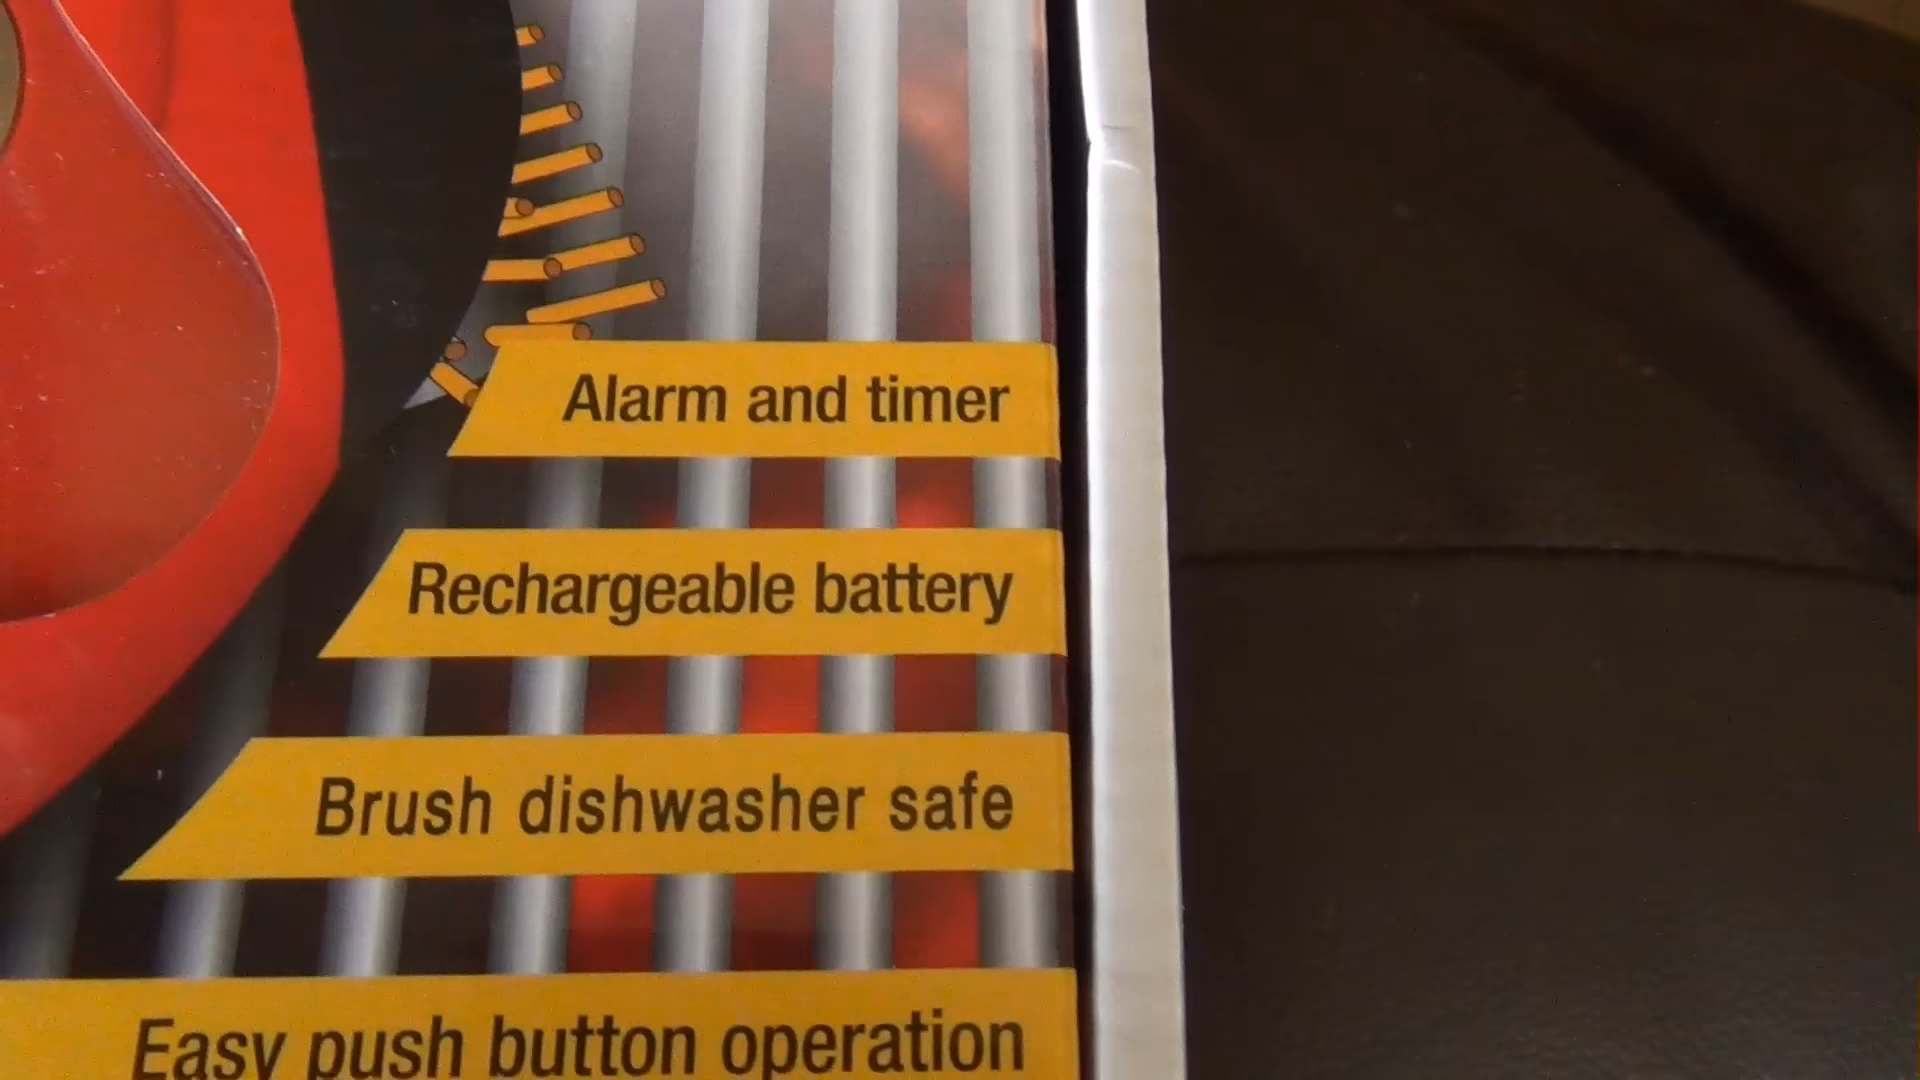 Alarm and timer
Rechargeable battery
Brush dishwasher safe
Easy push button operation